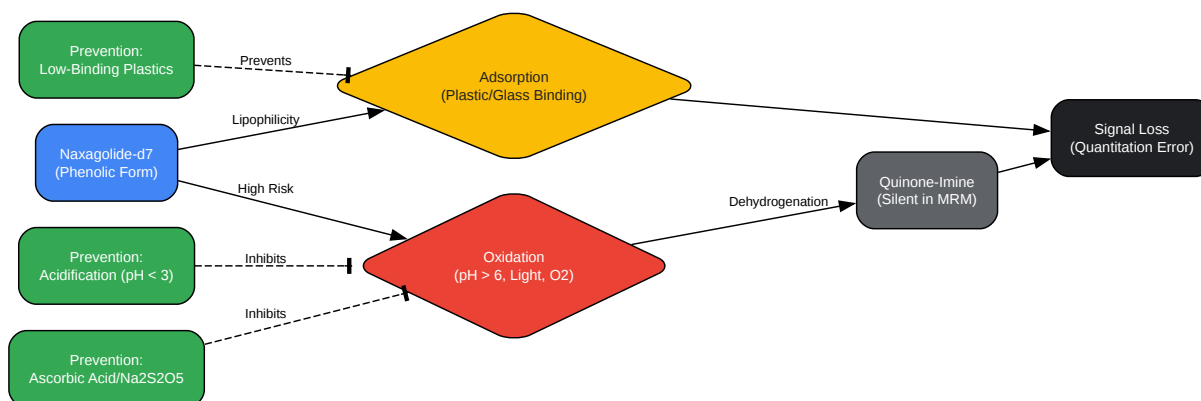 Prevention:
Low-Binding Plastics
Prevents
Adsorption
(Plastic/Glass Binding)
Lipophilicity
Naxagolide-d7
(Phenolic Form)
High Risk
Signal Loss
(Quantitation Error)
Quinone-Imine
(Silent in MRM)
Dehydrogenation
Prevention:
Acidification (pH < 3)
Inhibits
Oxidation
(pH > 6, Light, O2)
Inhibits
Prevention:
Ascorbic Acid/Na2S2O5